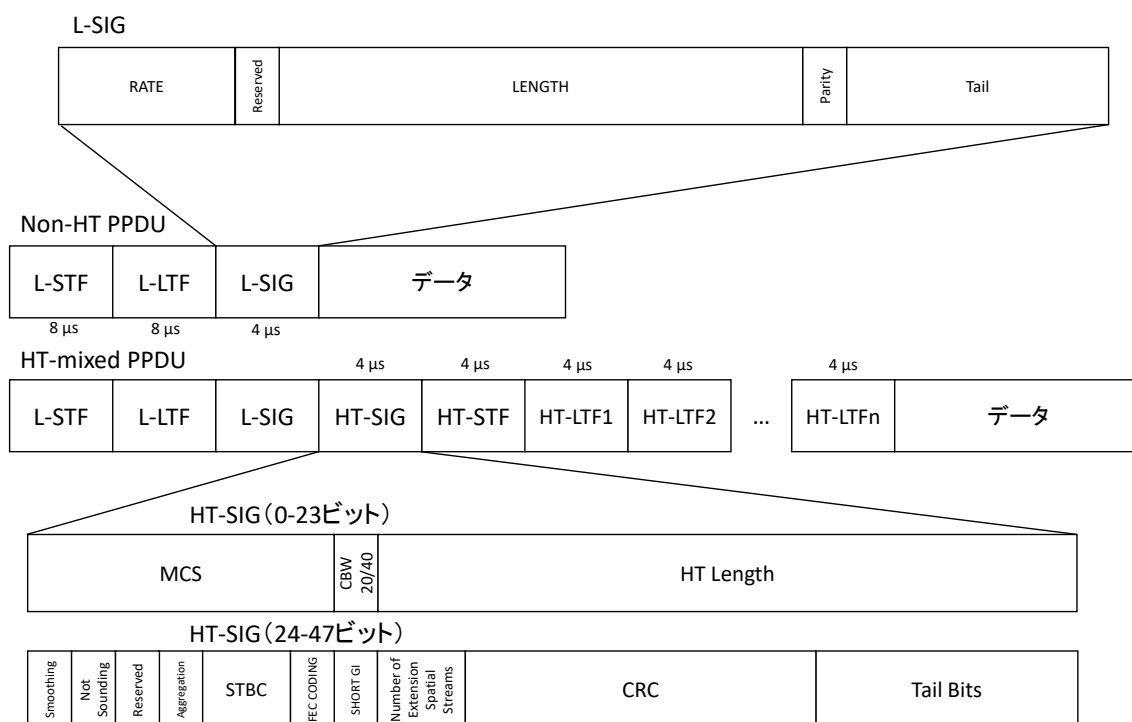 L-SIG
RATE
Reserved
LENGTH
Parity
Tail
Non-HT PPDU
L-STF
L-LTF
L-SIG
データ
8 μs
8 μs
4 μs
HT-mixed PPDU
4 μs
4 μs
4 μs
4 μs
4 μs
L-STF
L-LTF
L-SIG
HT-SIG
HT-STF
HT-LTF1
HT-LTF2
...
HT-LTFn
データ
HT-SIG（0-23ビット）
MCS
CBW
20/40
HT Length
HT-SIG（24-47ビット）
Smoothing
Not
Sounding
Reserved
Aggregation
STBC
FEC CODING
SHORT GI
Number of
Extension
Spatial
Streams
CRC
Tail Bits